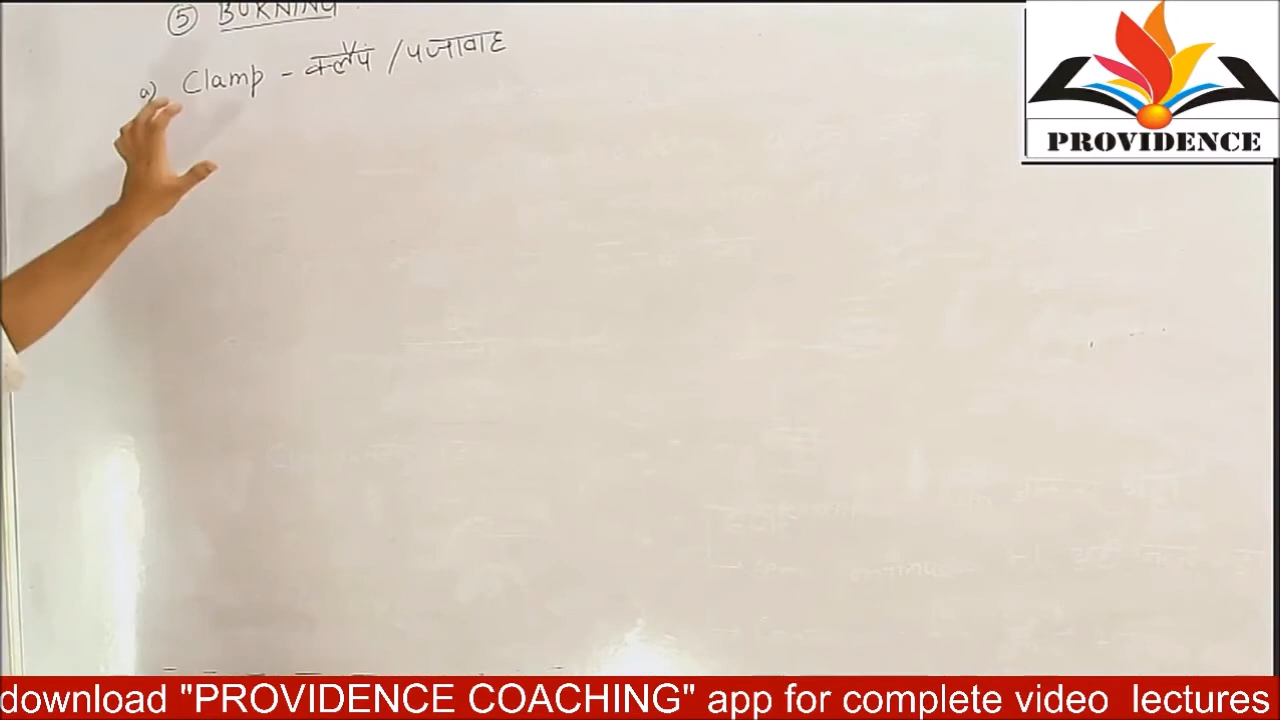 ⑤ BURNING
a) Clamp - क्लैंप / पजावाह
PROVIDENCE
download "PROVIDENCE COACHING" app for complete video lectures